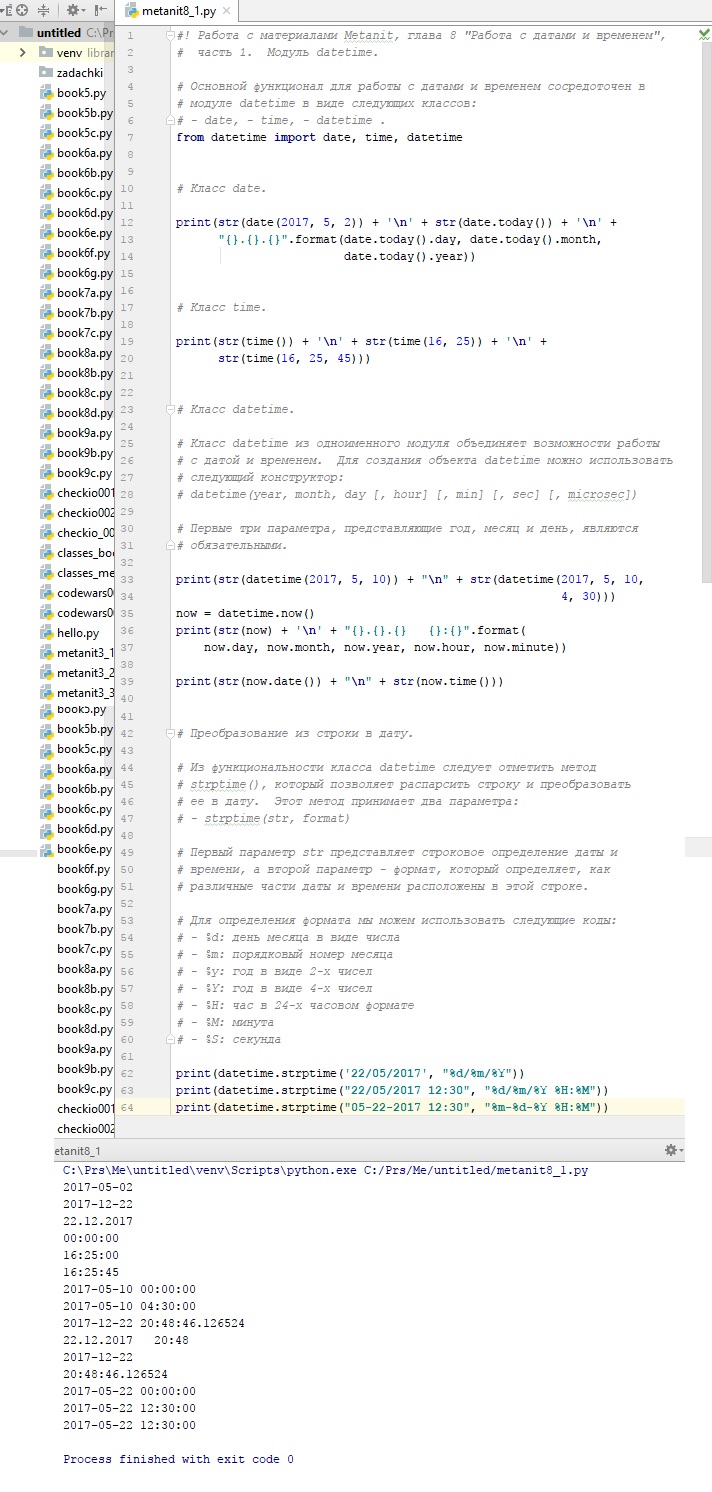 metanit8_1.py
untitled C:\Pr
venv librar
zadachki
book5.py
book5b.py
book5c.py
book6a.py
book6b.py
book6c.py
book6d.py
book6e.py
book6f.py
book6g.py
book7a.py
book7b.py
book7c.py
book8a.py
book8b.py
book8c.py
book8d.py
book9a.py
book9b.py
book9c.py
checkio001
checkio002
checkio_00
classes_boo
classes_me
codewars0
codewars0
hello.py
metanit3_1
metanit3_2
metanit3_3
book5.py
book5b.py
book5c.py
book6a.py
book6b.py
book6c.py
book6d.py
book6e.py
book6f.py
book6g.py
book7a.py
book7b.py
book7c.py
book8a.py
book8b.py
book8c.py
book8d.py
book9a.py
book9b.py
book9c.py
checkio001
checkio002
1 #! Работа с материалами Metanit, глава 8 "Работа с датами и временем",
2 #  часть 1.  Модуль datetime.
3
4 # Основной функционал для работы с датами и временем сосредоточен в
5 # модуле datetime в виде следующих классов:
6 # - date, - time, - datetime .
7 from datetime import date, time, datetime
8
9
10 # Класс date.
11
12 print(str(date(2017, 5, 2)) + '\n' + str(date.today()) + '\n' +
13       "{}.{}.{}".format(date.today().day, date.today().month,
14                         date.today().year))
15
16
17 # Класс time.
18
19 print(str(time()) + '\n' + str(time(16, 25)) + '\n' +
20       str(time(16, 25, 45)))
21
22
23 # Класс datetime.
24
25 # Класс datetime из одноименного модуля объединяет возможности работы
26 # с датой и временем.  Для создания объекта datetime можно использовать
27 # следующий конструктор:
28 # datetime(year, month, day [, hour] [, min] [, sec] [, microsec])
29
30 # Первые три параметра, представляющие год, месяц и день, являются
31 # обязательными.
32
33 print(str(datetime(2017, 5, 10)) + "\n" + str(datetime(2017, 5, 10,
34                                                        4, 30)))
35 now = datetime.now()
36 print(str(now) + '\n' + "{}.{}.{}   {}:{}".format(
37     now.day, now.month, now.year, now.hour, now.minute))
38
39 print(str(now.date()) + "\n" + str(now.time()))
40
41
42 # Преобразование из строки в дату.
43
44 # Из функциональности класса datetime следует отметить метод
45 # strptime(), который позволяет распарсить строку и преобразовать
46 # ее в дату.  Этот метод принимает два параметра:
47 # - strptime(str, format)
48
49 # Первый параметр str представляет строковое определение даты и
50 # времени, а второй параметр - формат, который определяет, как
51 # различные части даты и времени расположены в этой строке.
52
53 # Для определения формата мы можем использовать следующие коды:
54 # - %d: день месяца в виде числа
55 # - %m: порядковый номер месяца
56 # - %y: год в виде 2-х чисел
57 # - %Y: год в виде 4-х чисел
58 # - %H: час в 24-х часовом формате
59 # - %M: минута
60 # - %S: секунда
61
62 print(datetime.strptime('22/05/2017', "%d/%m/%Y"))
63 print(datetime.strptime("22/05/2017 12:30", "%d/%m/%Y %H:%M"))
64 print(datetime.strptime("05-22-2017 12:30", "%m-%d-%Y %H:%M"))
etanit8_1
C:\Prs\Me\untitled\venv\Scripts\python.exe C:/Prs/Me/untitled/metanit8_1.py
2017-05-02
2017-12-22
22.12.2017
00:00:00
16:25:00
16:25:45
2017-05-10 00:00:00
2017-05-10 04:30:00
2017-12-22 20:48:46.126524
22.12.2017   20:48
2017-12-22
20:48:46.126524
2017-05-22 00:00:00
2017-05-22 12:30:00
2017-05-22 12:30:00
Process finished with exit code 0